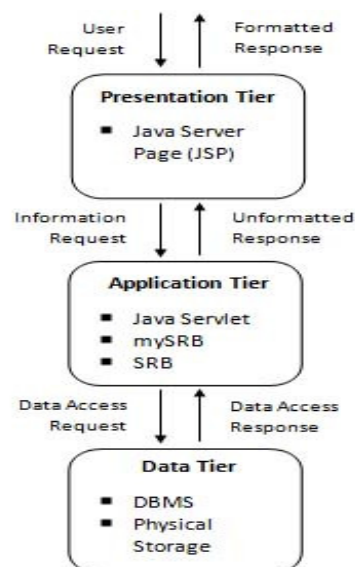 User Request
Formatted Response
Presentation Tier
▪ Java Server
Page (JSP)
Information Request
Unformatted Response
Application Tier
▪ Java Servlet
▪ mySRB
▪ SRB
Data Access Request
Data Access Response
Data Tier
▪ DBMS
▪ Physical
Storage